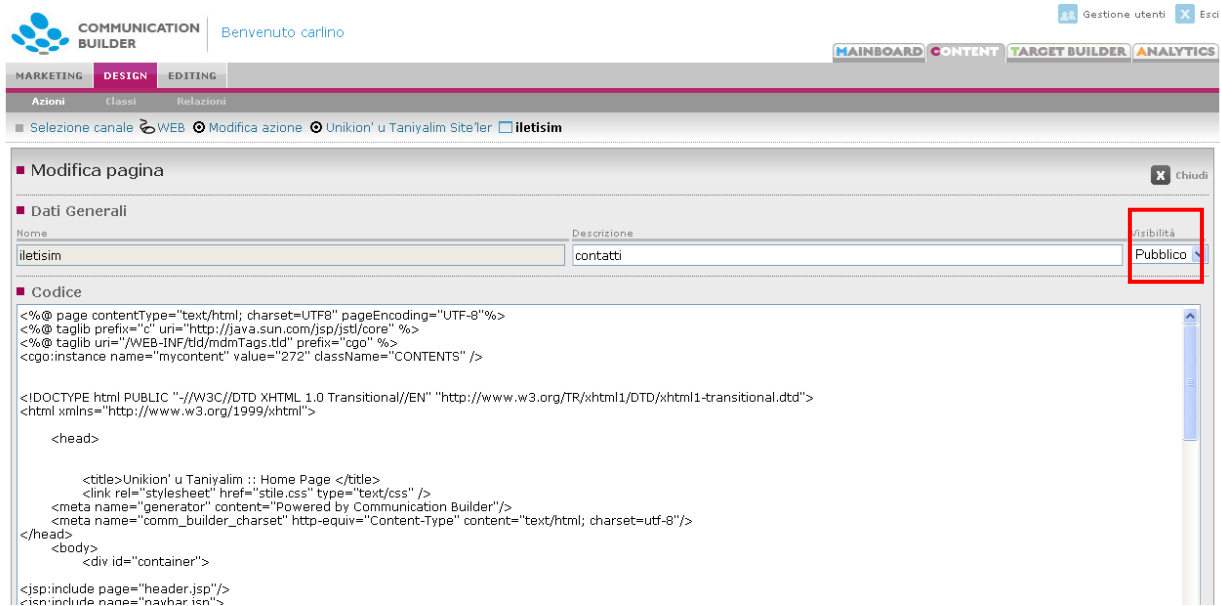 Gestione utenti Esci
COMMUNICATION
BUILDER
Benvenuto carlino
MAINBOARD CONTENT TARGET BUILDER ANALYTICS
MARKETING DESIGN EDITING
Azioni Classi Relazioni
Selezione canale WEB Modifica azione Unikion' u Taniyalim Site'ler iletisim
Modifica pagina
Chiudi
Dati Generali
Nome Descrizione Visibilità
iletisim contatti Pubblico
Codice
<%@ page contentType="text/html; charset=UTF8" pageEncoding="UTF-8"%>
<%@ taglib prefix="c" uri="http://java.sun.com/jsp/jstl/core" %>
<%@ taglib uri="/WEB-INF/tld/mdmTags.tld" prefix="cgo" %>
<cgo:instance name="mycontent" value="272" className="CONTENTS" />
<!DOCTYPE html PUBLIC "-//W3C//DTD XHTML 1.0 Transitional//EN" "http://www.w3.org/TR/xhtml1/DTD/xhtml1-transitional.dtd">
<html xmlns="http://www.w3.org/1999/xhtml">
<head>
<title>Unikion' u Taniyalim :: Home Page </title>
<link rel="stylesheet" href="stile.css" type="text/css" />
<meta name="generator" content="Powered by Communication Builder"/>
<meta name="comm_builder_charset" http-equiv="Content-Type" content="text/html; charset=utf-8"/>
</head>
<body>
<div id="container">
<jsp:include page="header.jsp"/>
<jsp:include page="navbar.jsp">